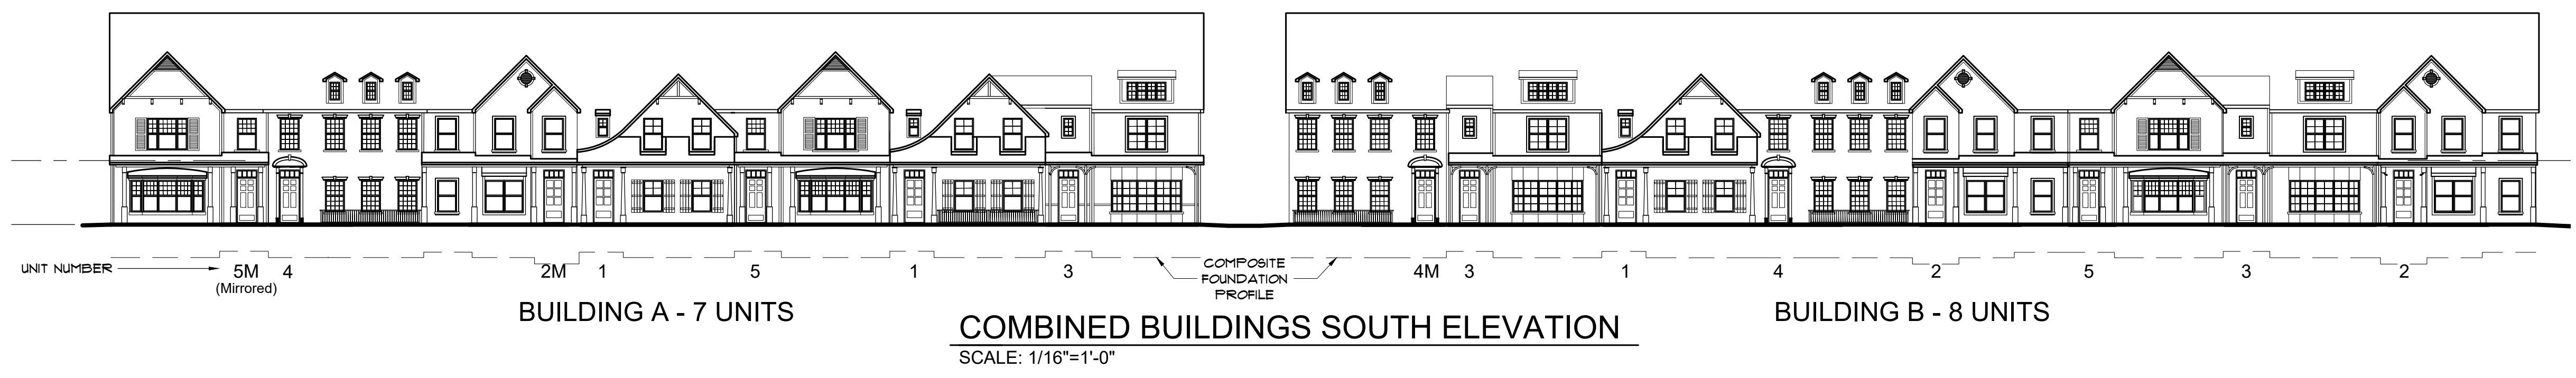 UNIT NUMBER 5M 4 2M 1 5 1 3 4M 3 1 4 2 5 3 2
(Mirrored)
COMPOSITE
FOUNDATION
PROFILE
BUILDING A - 7 UNITS
BUILDING B - 8 UNITS
COMBINED BUILDINGS SOUTH ELEVATION
SCALE: 1/16"=1'-0"